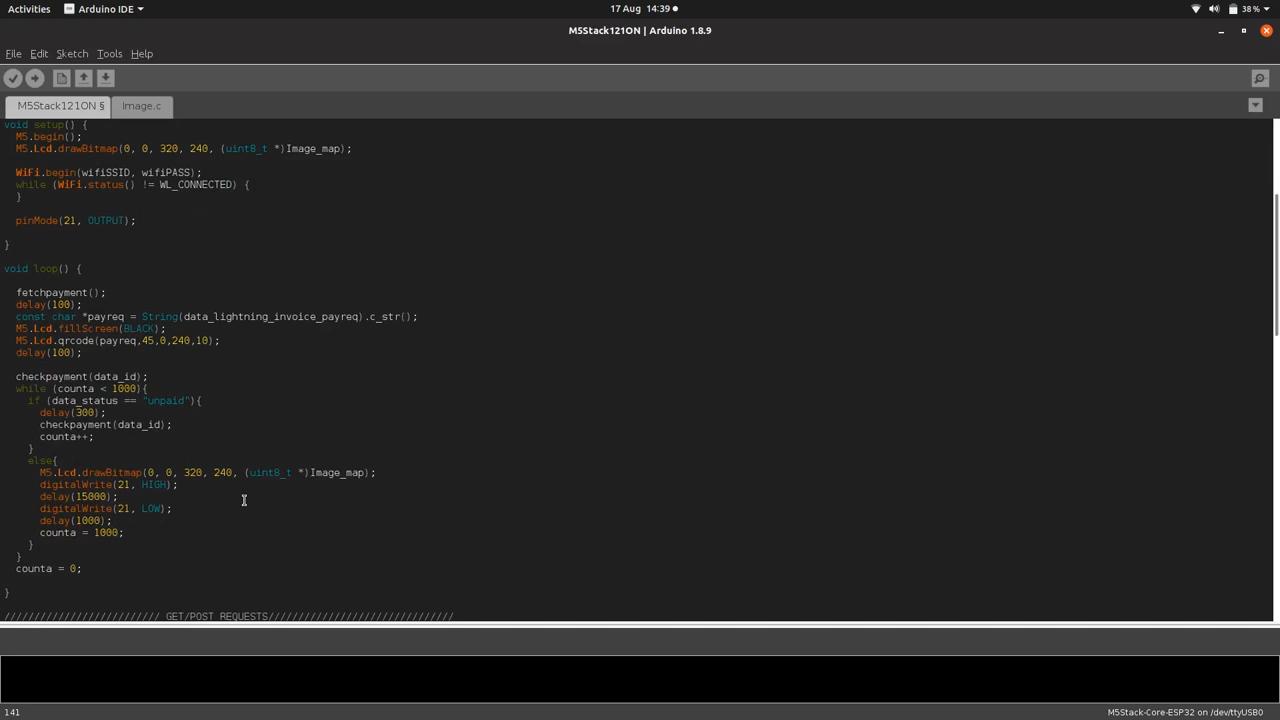 Activities
Arduino IDE
17 Aug 14:39
38 %
M5Stack121ON | Arduino 1.8.9
File Edit Sketch Tools Help
M5Stack121ON § Image.c
void setup() {
M5.begin();
M5.Lcd.drawBitmap(0, 0, 320, 240, (uint8_t *)Image_map);
WiFi.begin(wifiSSID, wifiPASS);
while (WiFi.status() != WL_CONNECTED) {
}
pinMode(21, OUTPUT);
}
void loop() {
fetchpayment();
delay(100);
const char *payreq = String(data_lightning_invoice_payreq).c_str();
M5.Lcd.fillScreen(BLACK);
M5.Lcd.qrcode(payreq,45,0,240,10);
delay(100);
checkpayment(data_id);
while (counta < 1000){
if (data_status == "unpaid"){
delay(300);
checkpayment(data_id);
counta++;
}
else{
M5.Lcd.drawBitmap(0, 0, 320, 240, (uint8_t *)Image_map);
digitalWrite(21, HIGH);
delay(15000);
digitalWrite(21, LOW);
delay(1000);
counta = 1000;
}
}
counta = 0;
}
////////////////////////// GET/POST REQUESTS///////////////////////////////
141
M5Stack-Core-ESP32 on /dev/ttyUSB0